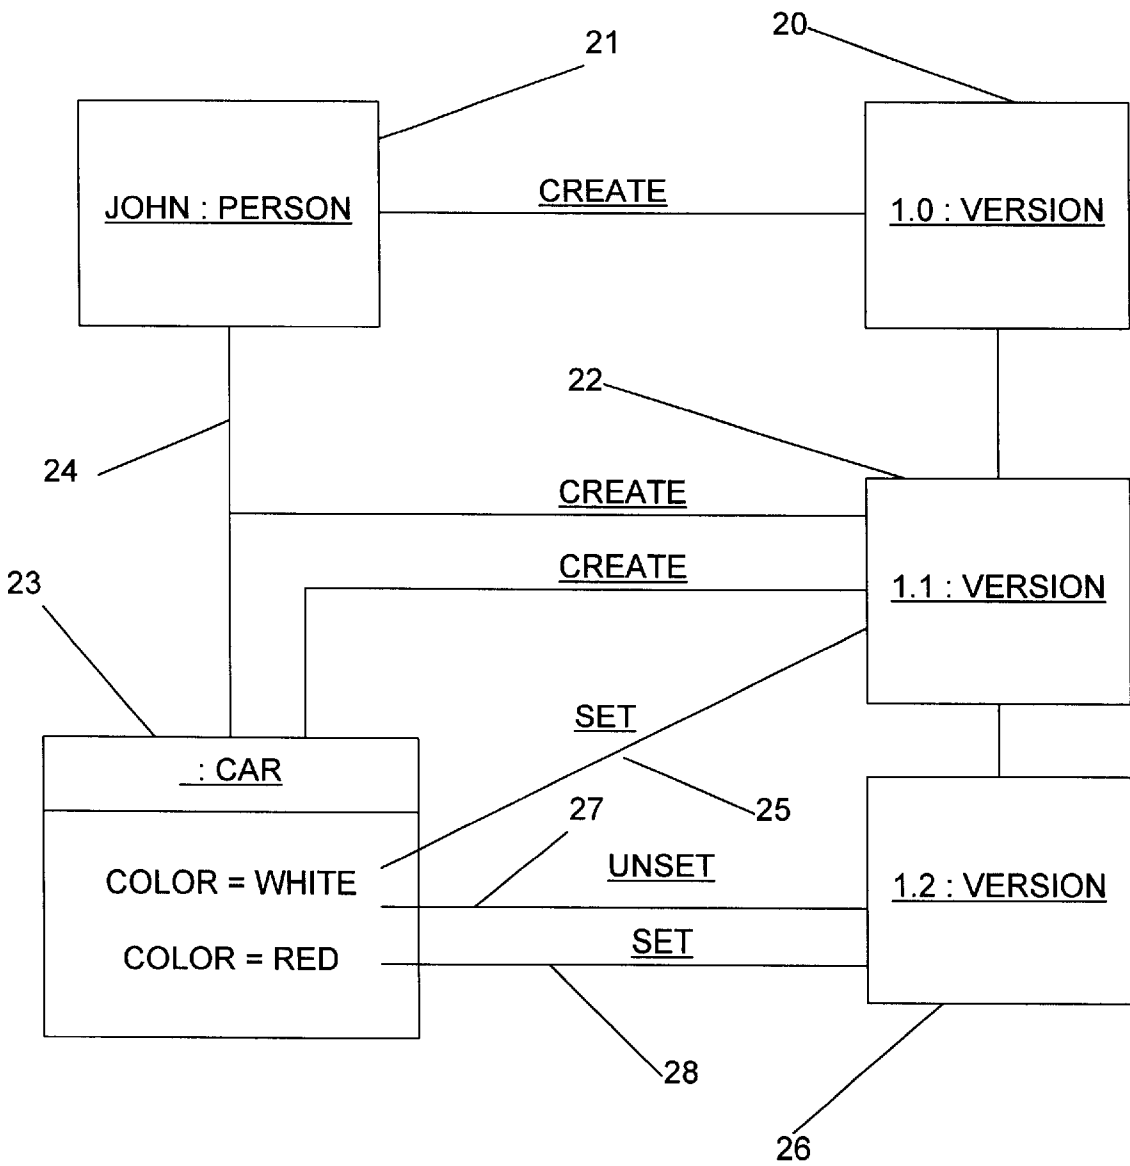 20
21
JOHN : PERSON
CREATE
1.0 : VERSION
22
24
CREATE
CREATE
23
1.1 : VERSION
SET
: CAR
27
25
COLOR = WHITE
UNSET
1.2 : VERSION
COLOR = RED
SET
28
26